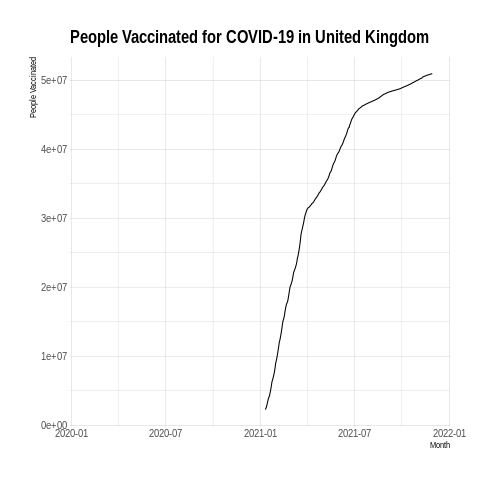 People Vaccinated for COVID-19 in United Kingdom
People Vaccinated
5e+07
4e+07
3e+07
2e+07
1e+07
0e+00
2020-01 2020-07 2021-01 2021-07 2022-01
Month